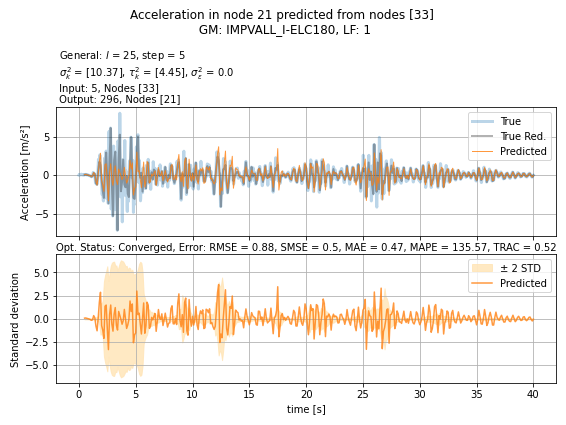 Acceleration in node 21 predicted from nodes [33]
GM: IMPVALL_I-ELC180, LF: 1
General: l = 25, step = 5
σ²ₖ = [10.37], τ²ₖ = [4.45], σ²ε = 0.0
Input: 5, Nodes [33]
Output: 296, Nodes [21]
Acceleration [m/s²]
5
0
−5
True
True Red.
Predicted
Opt. Status: Converged, Error: RMSE = 0.88, SMSE = 0.5, MAE = 0.47, MAPE = 135.57, TRAC = 0.52
Standard deviation
5.0
2.5
0.0
−2.5
−5.0
± 2 STD
Predicted
0 5 10 15 20 25 30 35 40
time [s]